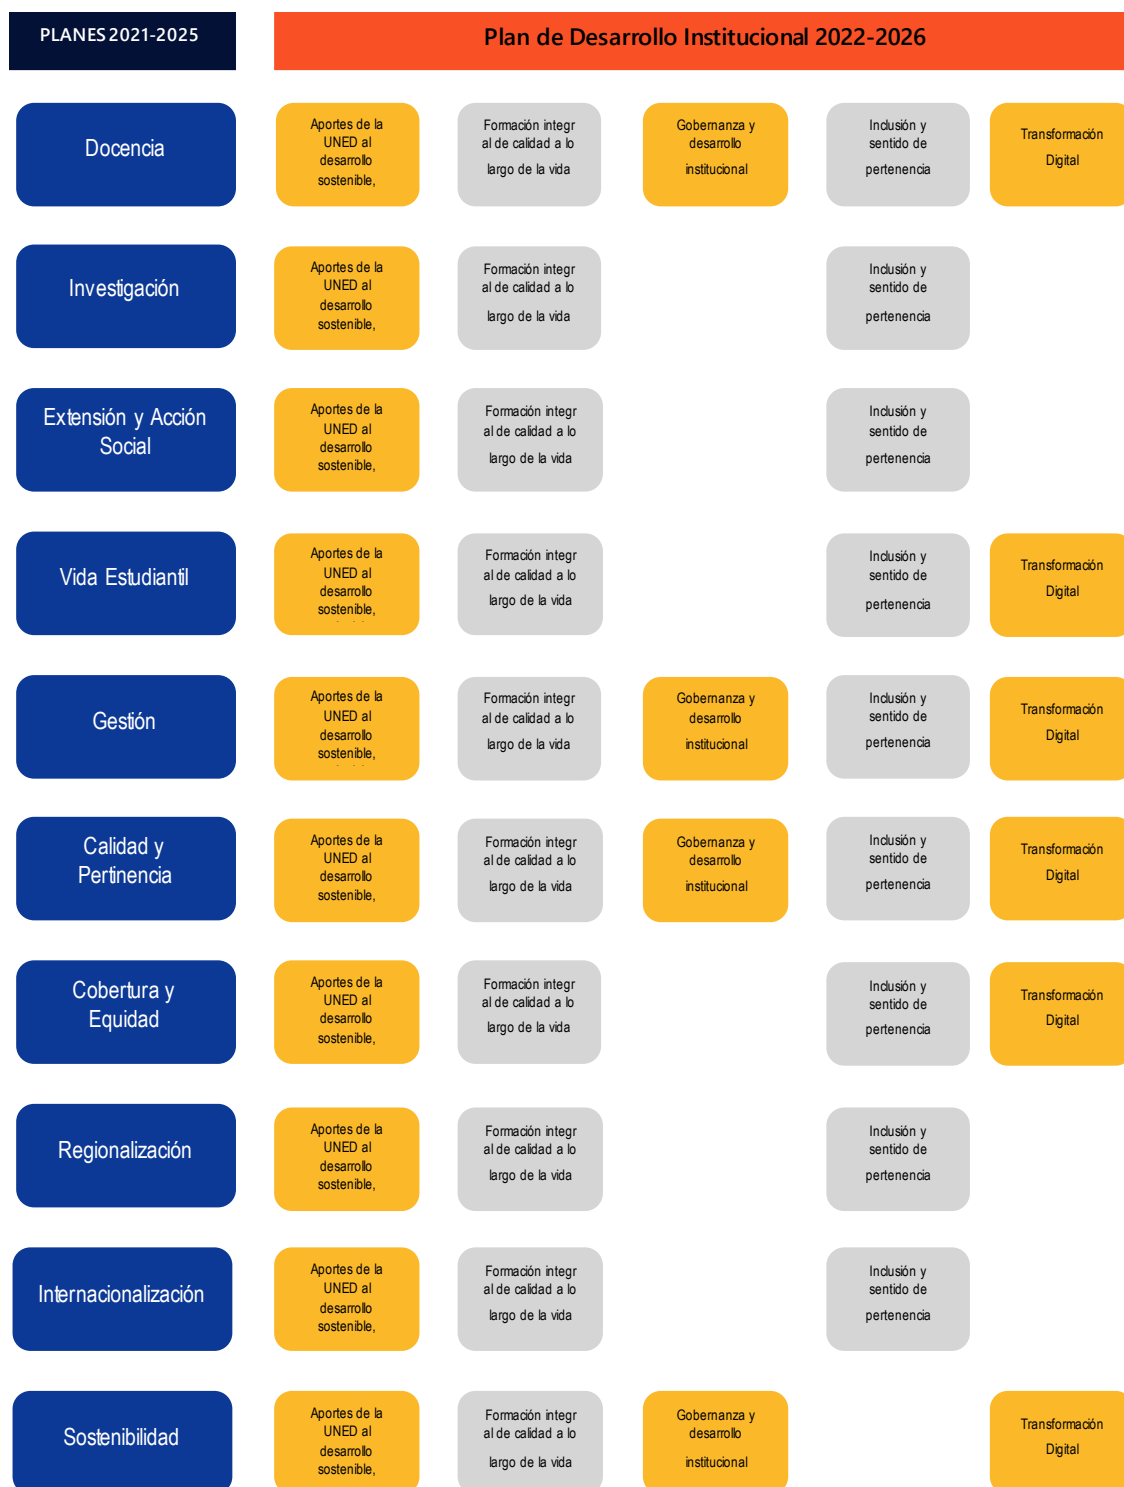 PLANES 2021-2025
Plan de Desarrollo Institucional 2022-2026
Docencia
Aportes de la
UNED al
desarrollo
sostenible,
Formación integr
al de calidad a lo
largo de la vida
Gobernanza y
desarrollo
institucional
Inclusión y
sentido de
pertenencia
Transformación
Digital
Investigación
Aportes de la
UNED al
desarrollo
sostenible,
Formación integr
al de calidad a lo
largo de la vida
Inclusión y
sentido de
pertenencia
Extensión y Acción
Social
Aportes de la
UNED al
desarrollo
sostenible,
Formación integr
al de calidad a lo
largo de la vida
Inclusión y
sentido de
pertenencia
Vida Estudiantil
Aportes de la
UNED al
desarrollo
sostenible,
Formación integr
al de calidad a lo
largo de la vida
Inclusión y
sentido de
pertenencia
Transformación
Digital
Gestión
Aportes de la
UNED al
desarrollo
sostenible,
Formación integr
al de calidad a lo
largo de la vida
Gobernanza y
desarrollo
institucional
Inclusión y
sentido de
pertenencia
Transformación
Digital
Calidad y
Pertinencia
Aportes de la
UNED al
desarrollo
sostenible,
Formación integr
al de calidad a lo
largo de la vida
Gobernanza y
desarrollo
institucional
Inclusión y
sentido de
pertenencia
Transformación
Digital
Cobertura y
Equidad
Aportes de la
UNED al
desarrollo
sostenible,
Formación integr
al de calidad a lo
largo de la vida
Inclusión y
sentido de
pertenencia
Transformación
Digital
Regionalización
Aportes de la
UNED al
desarrollo
sostenible,
Formación integr
al de calidad a lo
largo de la vida
Inclusión y
sentido de
pertenencia
Internacionalización
Aportes de la
UNED al
desarrollo
sostenible,
Formación integr
al de calidad a lo
largo de la vida
Inclusión y
sentido de
pertenencia
Sostenibilidad
Aportes de la
UNED al
desarrollo
sostenible,
Formación integr
al de calidad a lo
largo de la vida
Gobernanza y
desarrollo
institucional
Transformación
Digital